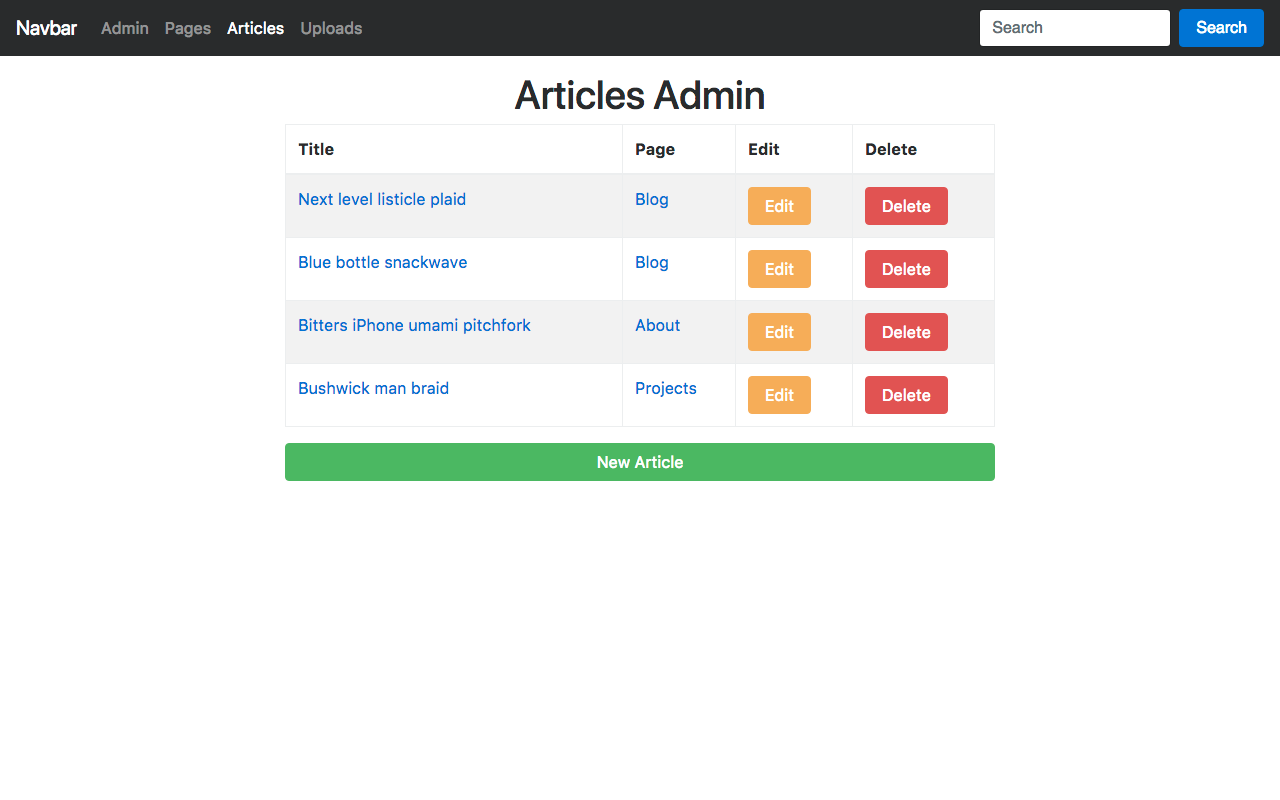 Navbar Admin Pages Articles Uploads Search Search
Articles Admin
Title Page Edit Delete
Next level listicle plaid Blog Edit Delete
Blue bottle snackwave Blog Edit Delete
Bitters iPhone umami pitchfork About Edit Delete
Bushwick man braid Projects Edit Delete
New Article